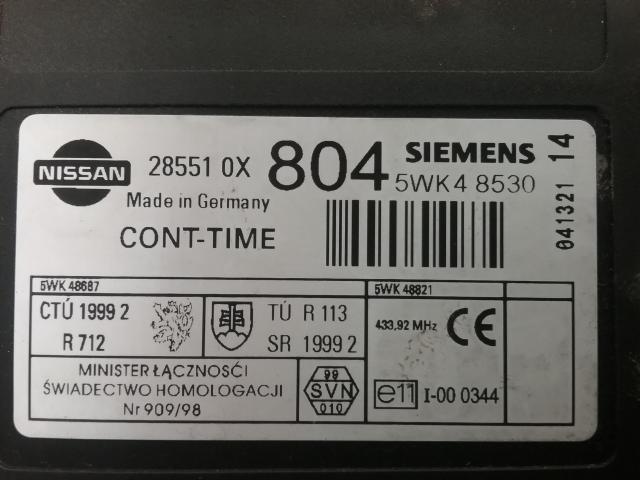 NISSAN
28551 0X 804
SIEMENS
5WK4 8530
Made in Germany
CONT-TIME
041321 14
5WK 48687
5WK 48821
CTÚ 1999 2
R 712
TÚ R 113
SR 1999 2
433,92 MHz
CE
MINISTER ŁĄCZNOŚCI
ŚWIADECTWO HOMOLOGACJI
Nr 909/98
99
SVN
010
e11 I-00 0344